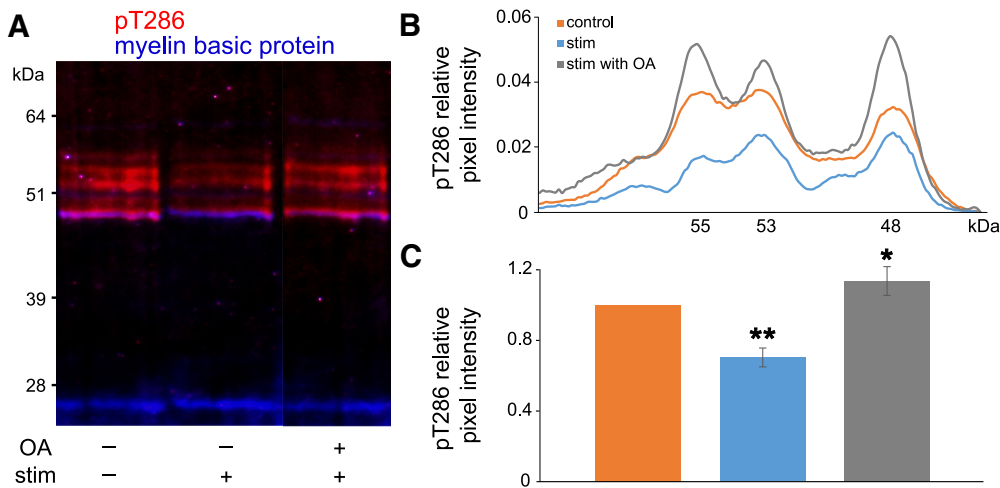 A
pT286
myelin basic protein
kDa
64
51
39
28
OA − − +
stim − + +
B
control
stim
stim with OA
pT286 relative
pixel intensity
0.06
0.04
0.02
0
55 53 48 kDa
C
pT286 relative
pixel intensity
1.2
0.8
0.4
0
**
*